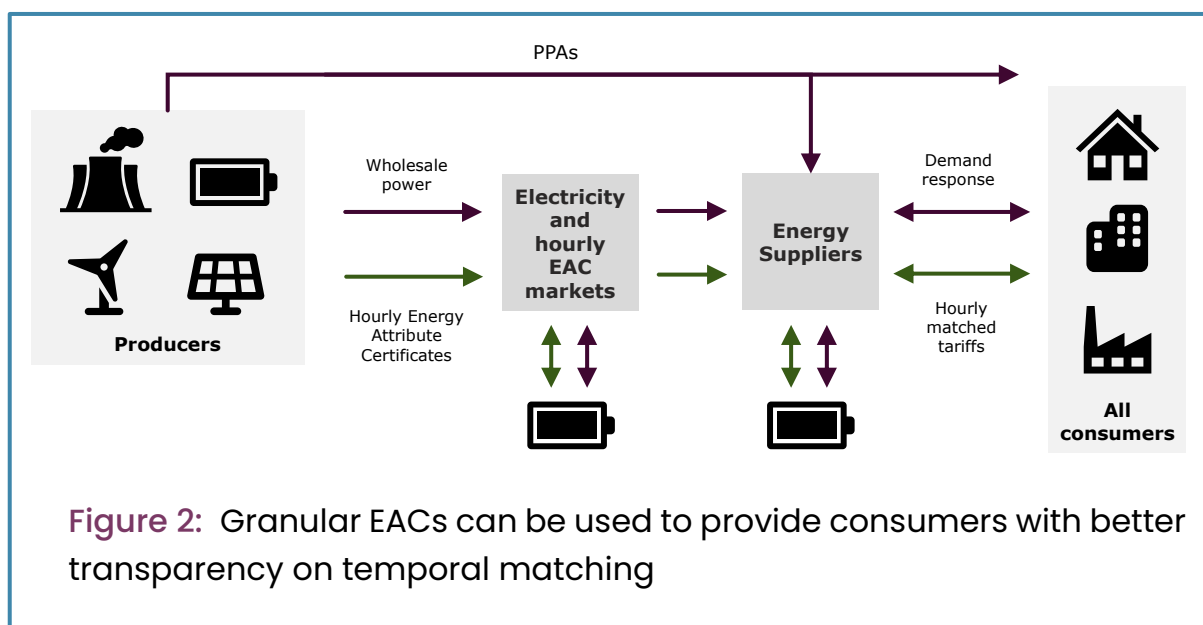 PPAs
Producers
Wholesale
power
Hourly Energy
Attribute
Certificates
Electricity
and
hourly
EAC
markets
Energy
Suppliers
Demand
response
Hourly
matched
tariffs
All
consumers
Figure 2: Granular EACs can be used to provide consumers with better
transparency on temporal matching